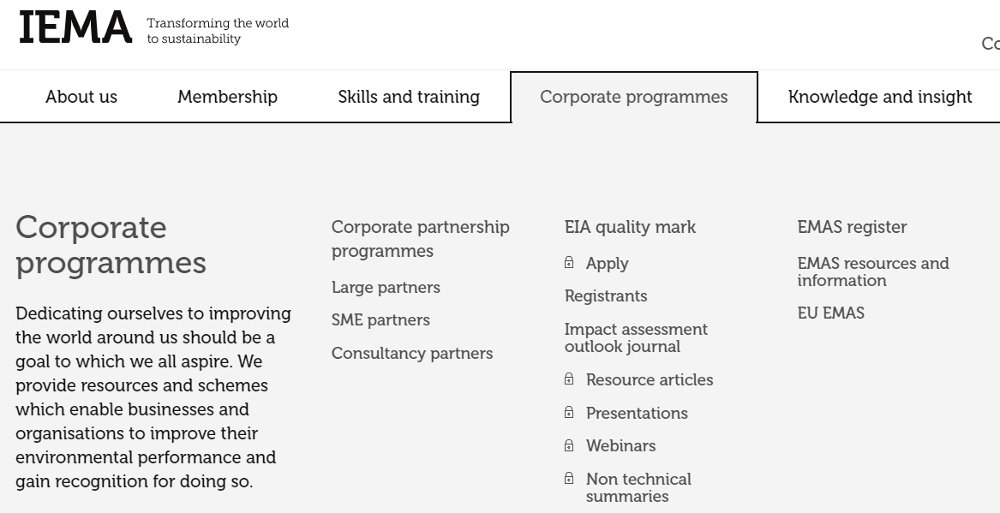 IEMA
Transforming the world
to sustainability
About us
Membership
Skills and training
Corporate programmes
Knowledge and insight
Corporate
programmes
Dedicating ourselves to improving
the world around us should be a
goal to which we all aspire. We
provide resources and schemes
which enable businesses and
organisations to improve their
environmental performance and
gain recognition for doing so.
Corporate partnership
programmes
Large partners
SME partners
Consultancy partners
EIA quality mark
Apply
Registrants
Impact assessment
outlook journal
Resource articles
Presentations
Webinars
Non technical
summaries
EMAS register
EMAS resources and
information
EU EMAS